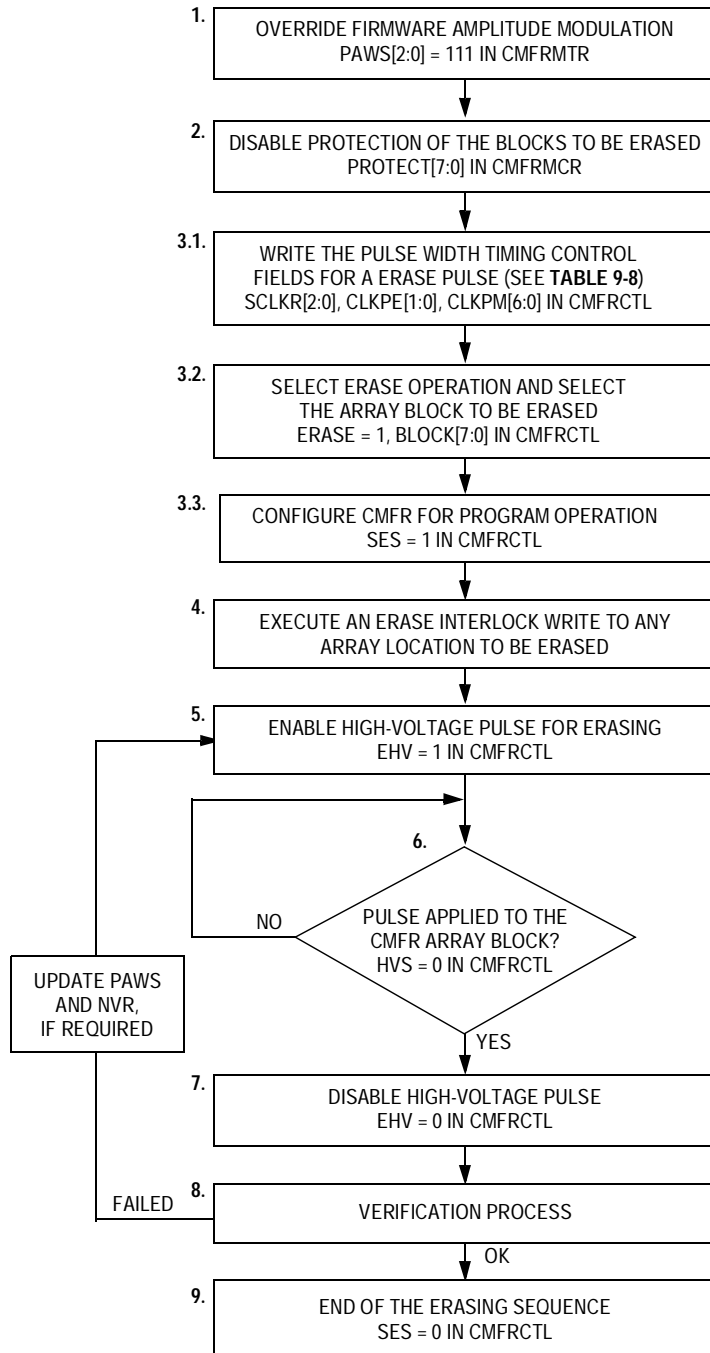 1.
OVERRIDE FIRMWARE AMPLITUDE MODULATION
PAWS[2:0] = 111 IN CMFRMTR
2.
DISABLE PROTECTION OF THE BLOCKS TO BE ERASED
PROTECT[7:0] IN CMFRMCR
3.1.
WRITE THE PULSE WIDTH TIMING CONTROL
FIELDS FOR A ERASE PULSE (SEE TABLE 9-8)
SCLKR[2:0], CLKPE[1:0], CLKPM[6:0] IN CMFRCTL
3.2.
SELECT ERASE OPERATION AND SELECT
THE ARRAY BLOCK TO BE ERASED
ERASE = 1, BLOCK[7:0] IN CMFRCTL
3.3.
CONFIGURE CMFR FOR PROGRAM OPERATION
SES = 1 IN CMFRCTL
4.
EXECUTE AN ERASE INTERLOCK WRITE TO ANY
ARRAY LOCATION TO BE ERASED
5.
ENABLE HIGH-VOLTAGE PULSE FOR ERASING
EHV = 1 IN CMFRCTL
6.
PULSE APPLIED TO THE
CMFR ARRAY BLOCK?
HVS = 0 IN CMFRCTL
NO
YES
UPDATE PAWS
AND NVR,
IF REQUIRED
7.
DISABLE HIGH-VOLTAGE PULSE
EHV = 0 IN CMFRCTL
8.
VERIFICATION PROCESS
FAILED
OK
9.
END OF THE ERASING SEQUENCE
SES = 0 IN CMFRCTL